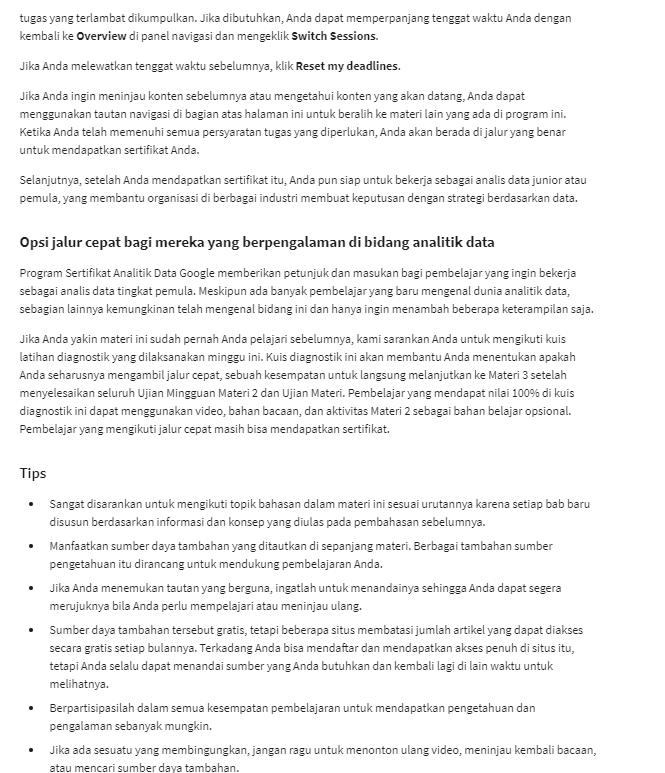 tugas yang terlambat dikumpulkan. Jika dibutuhkan, Anda dapat memperpanjang tenggat waktu Anda dengan
kembali ke Overview di panel navigasi dan mengeklik Switch Sessions.
Jika Anda melewatkan tenggat waktu sebelumnya, klik Reset my deadlines.
Jika Anda ingin meninjau konten sebelumnya atau mengetahui konten yang akan datang, Anda dapat
menggunakan tautan navigasi di bagian atas halaman ini untuk beralih ke materi lain yang ada di program ini.
Ketika Anda telah memenuhi semua persyaratan tugas yang diperlukan, Anda akan berada di jalur yang benar
untuk mendapatkan sertifikat Anda.
Selanjutnya, setelah Anda mendapatkan sertifikat itu, Anda pun siap untuk bekerja sebagai analis data junior atau
pemula, yang membantu organisasi di berbagai industri membuat keputusan dengan strategi berdasarkan data.
Opsi jalur cepat bagi mereka yang berpengalaman di bidang analitik data
Program Sertifikat Analitik Data Google memberikan petunjuk dan masukan bagi pembelajar yang ingin bekerja
sebagai analis data tingkat pemula. Meskipun ada banyak pembelajar yang baru mengenal dunia analitik data,
sebagian lainnya kemungkinan telah mengenal bidang ini dan hanya ingin menambah beberapa keterampilan saja.
Jika Anda yakin materi ini sudah pernah Anda pelajari sebelumnya, kami sarankan Anda untuk mengikuti kuis
latihan diagnostik yang dilaksanakan minggu ini. Kuis diagnostik ini akan membantu Anda menentukan apakah
Anda seharusnya mengambil jalur cepat, sebuah kesempatan untuk langsung melanjutkan ke Materi 3 setelah
menyelesaikan seluruh Ujian Mingguan Materi 2 dan Ujian Materi. Pembelajar yang mendapat nilai 100% di kuis
diagnostik ini dapat menggunakan video, bahan bacaan, dan aktivitas Materi 2 sebagai bahan belajar opsional.
Pembelajar yang mengikuti jalur cepat masih bisa mendapatkan sertifikat.
Tips
• Sangat disarankan untuk mengikuti topik bahasan dalam materi ini sesuai urutannya karena setiap bab baru
disusun berdasarkan informasi dan konsep yang diulas pada pembahasan sebelumnya.
• Manfaatkan sumber daya tambahan yang ditautkan di sepanjang materi. Berbagai tambahan sumber
pengetahuan itu dirancang untuk mendukung pembelajaran Anda.
• Jika Anda menemukan tautan yang berguna, ingatlah untuk menandainya sehingga Anda dapat segera
merujuknya bila Anda perlu mempelajari atau meninjau ulang.
• Sumber daya tambahan tersebut gratis, tetapi beberapa situs membatasi jumlah artikel yang dapat diakses
secara gratis setiap bulannya. Terkadang Anda bisa mendaftar dan mendapatkan akses penuh di situs itu,
tetapi Anda selalu dapat menandai sumber yang Anda butuhkan dan kembali lagi di lain waktu untuk
melihatnya.
• Berpartisipasilah dalam semua kesempatan pembelajaran untuk mendapatkan pengetahuan dan
pengalaman sebanyak mungkin.
• Jika ada sesuatu yang membingungkan, jangan ragu untuk menonton ulang video, meninjau kembali bacaan,
atau mencari sumber daya tambahan.